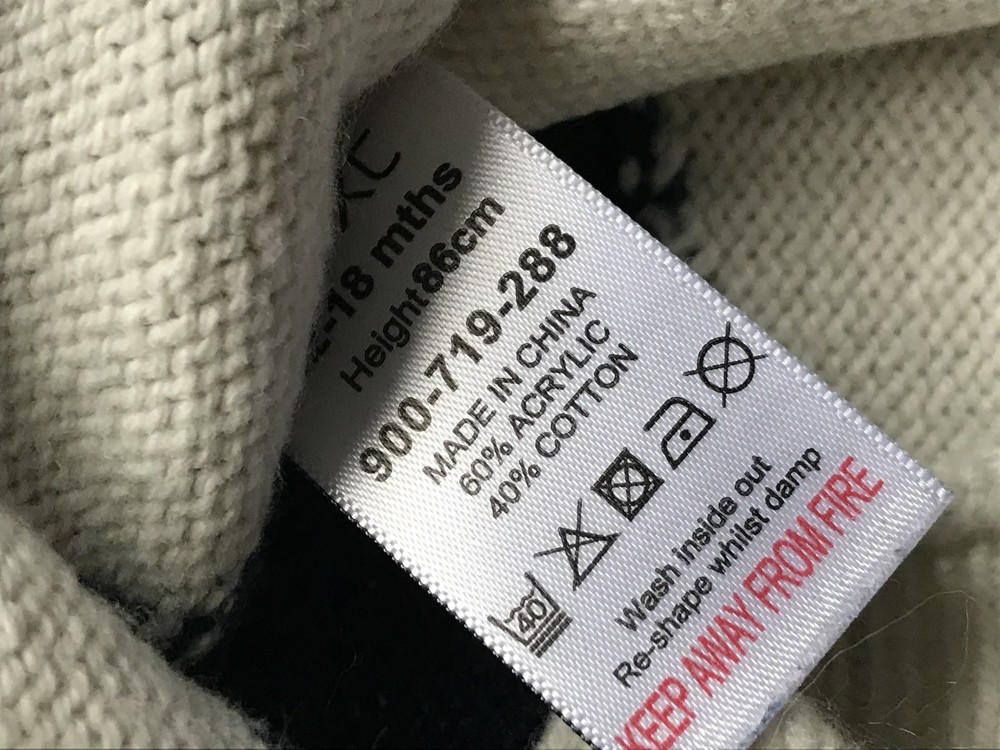 -18 mths
Height 86cm
900-719-288
MADE IN CHINA
60% ACRYLIC
40% COTTON
40
Wash inside out
Re-shape whilst damp
KEEP AWAY FROM FIRE